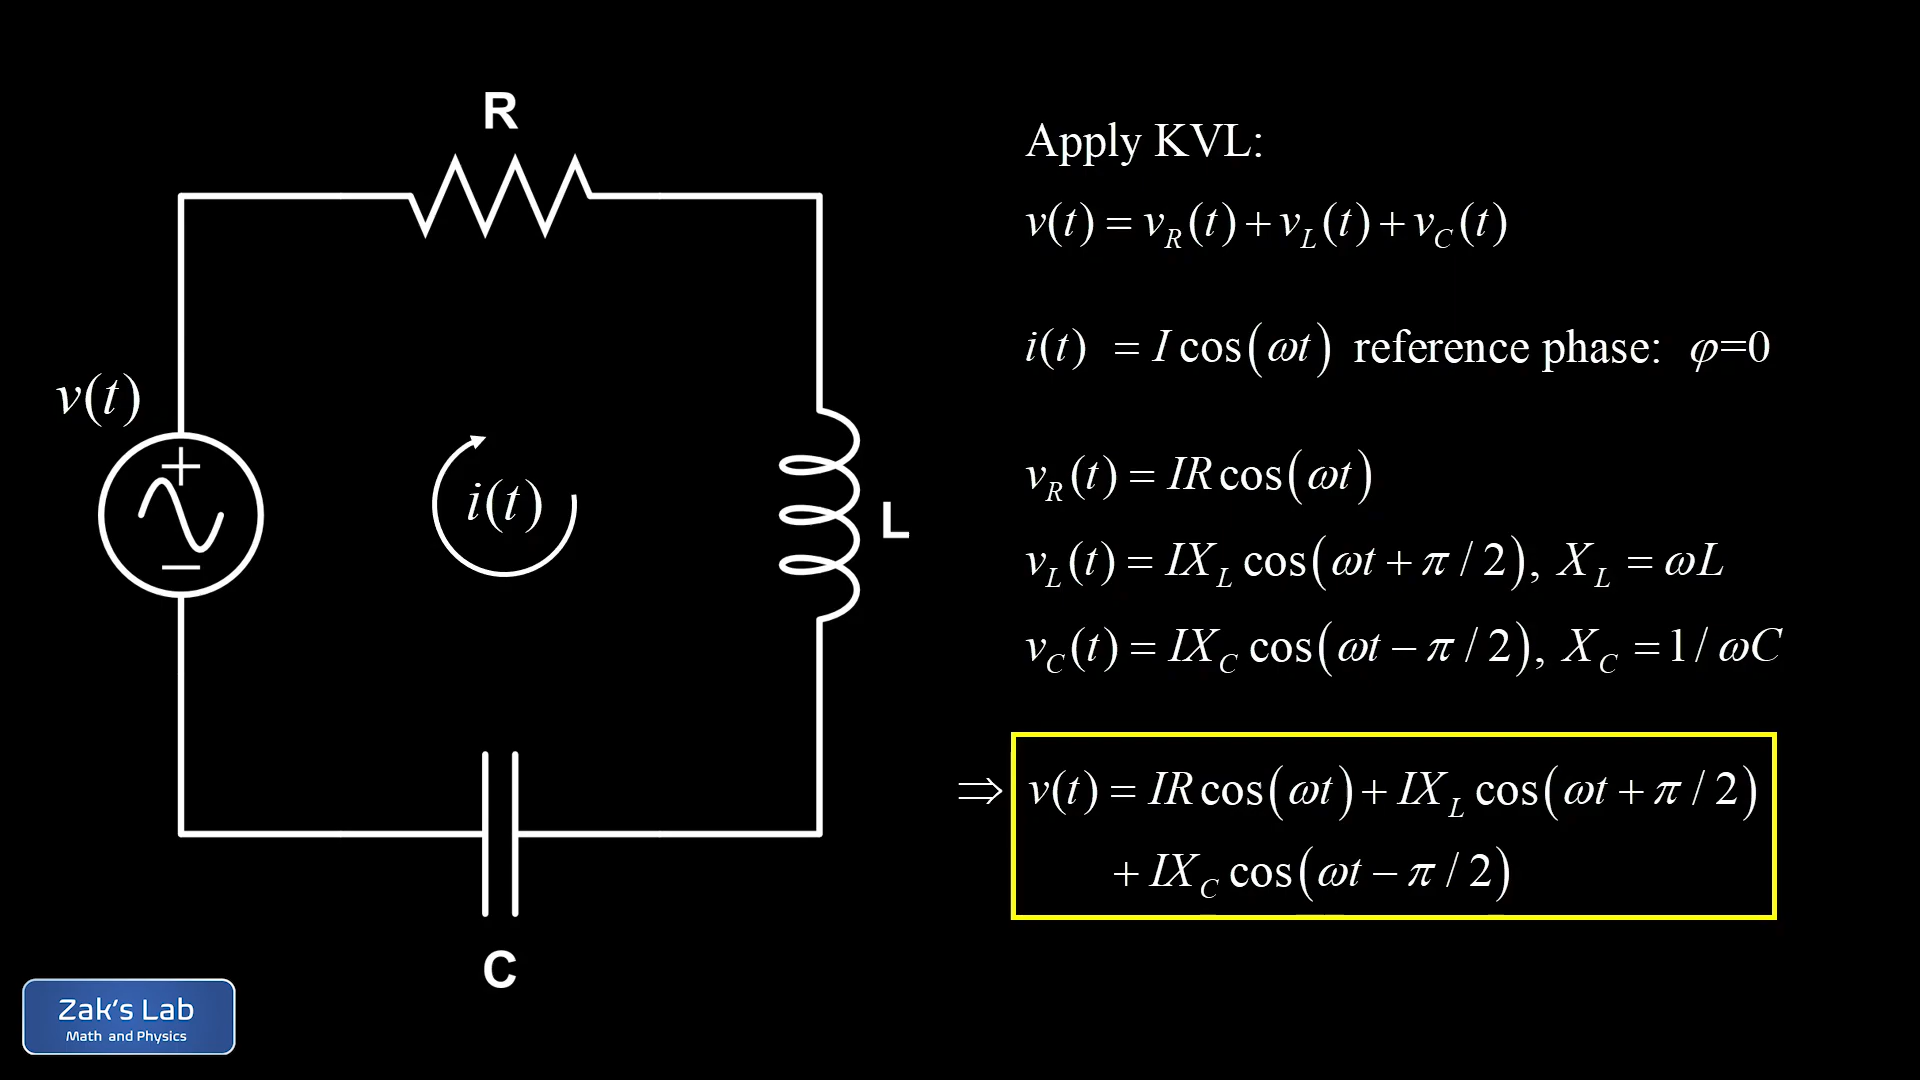 R
Apply KVL:
v(t) = v_R(t) + v_L(t) + v_C(t)
i(t) = I cos(ωt) reference phase: φ=0
v(t)
+
−
i(t)
L
v_R(t) = IR cos(ωt)
v_L(t) = IX_L cos(ωt + π / 2), X_L = ωL
v_C(t) = IX_C cos(ωt − π / 2), X_C = 1 / ωC
⇒ v(t) = IR cos(ωt) + IX_L cos(ωt + π / 2)
+ IX_C cos(ωt − π / 2)
C
Zak's Lab
Math and Physics